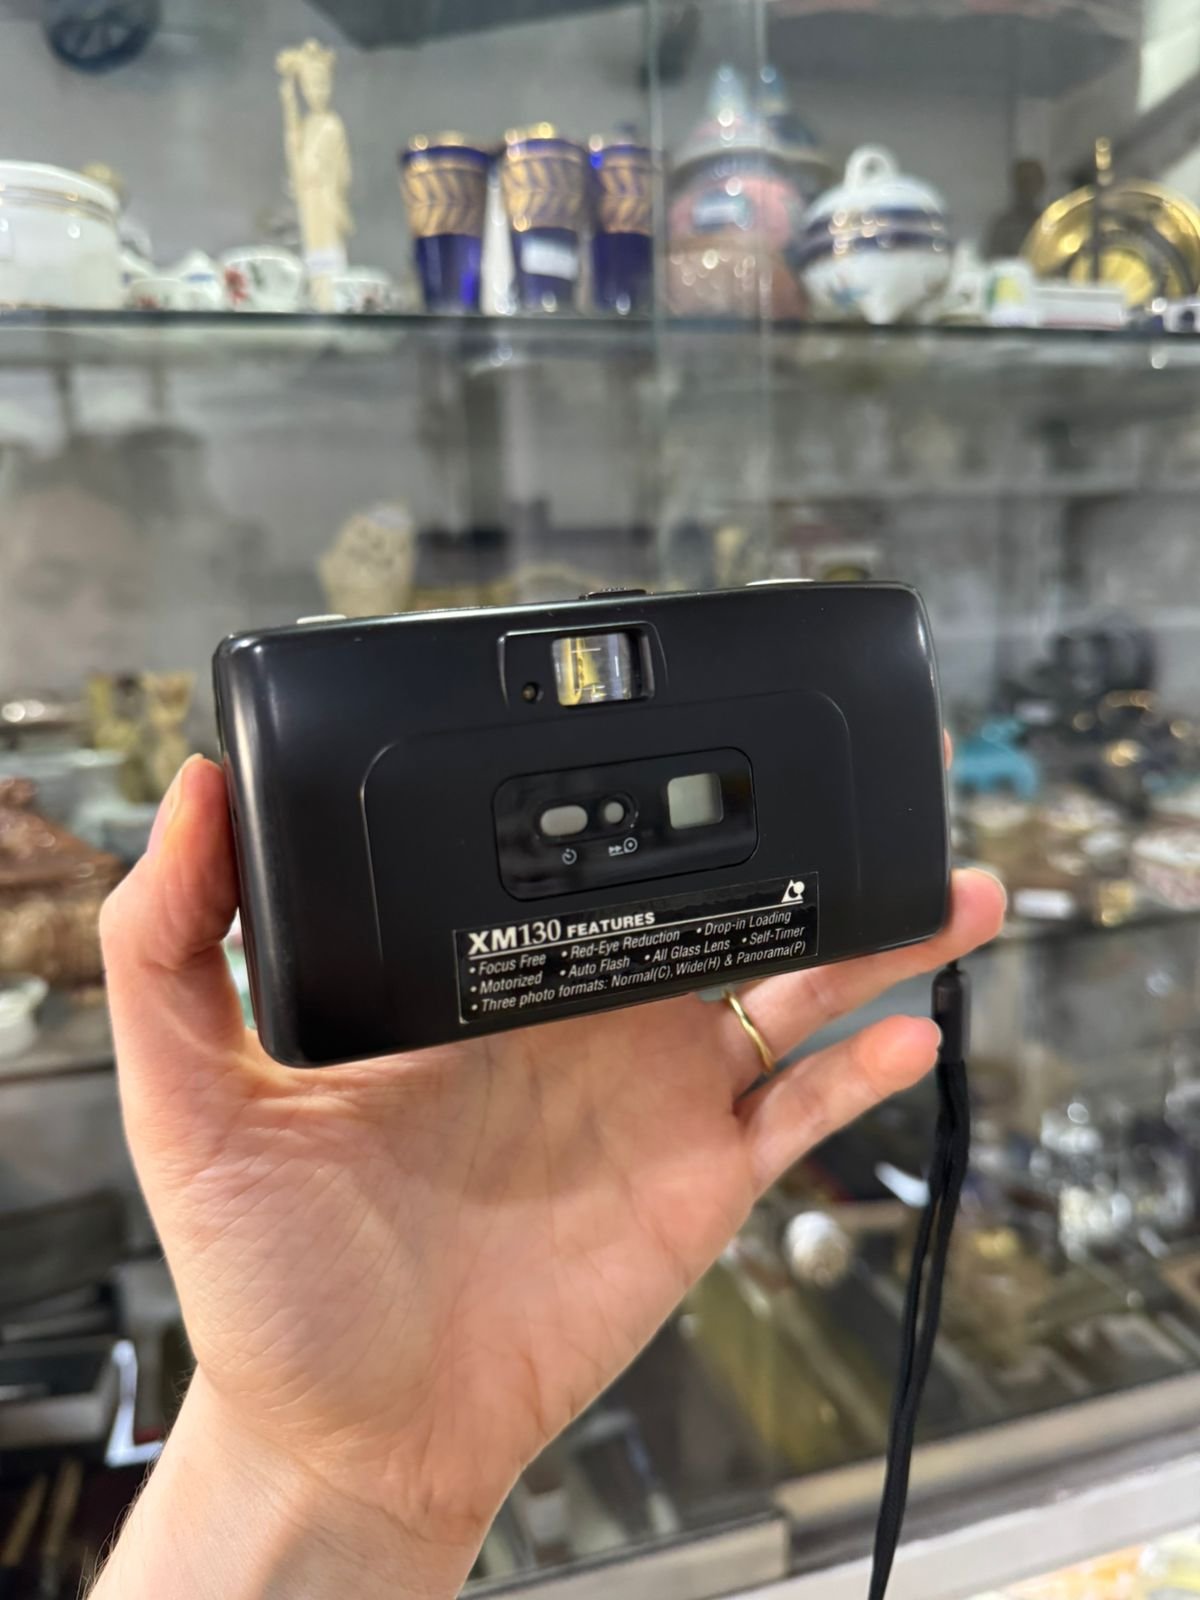 XM130 FEATURES
• Focus Free • Red-Eye Reduction • Drop-in Loading
• Motorized • Auto Flash • All Glass Lens • Self-Timer
• Three photo formats: Normal(C), Wide(H) & Panorama(P)